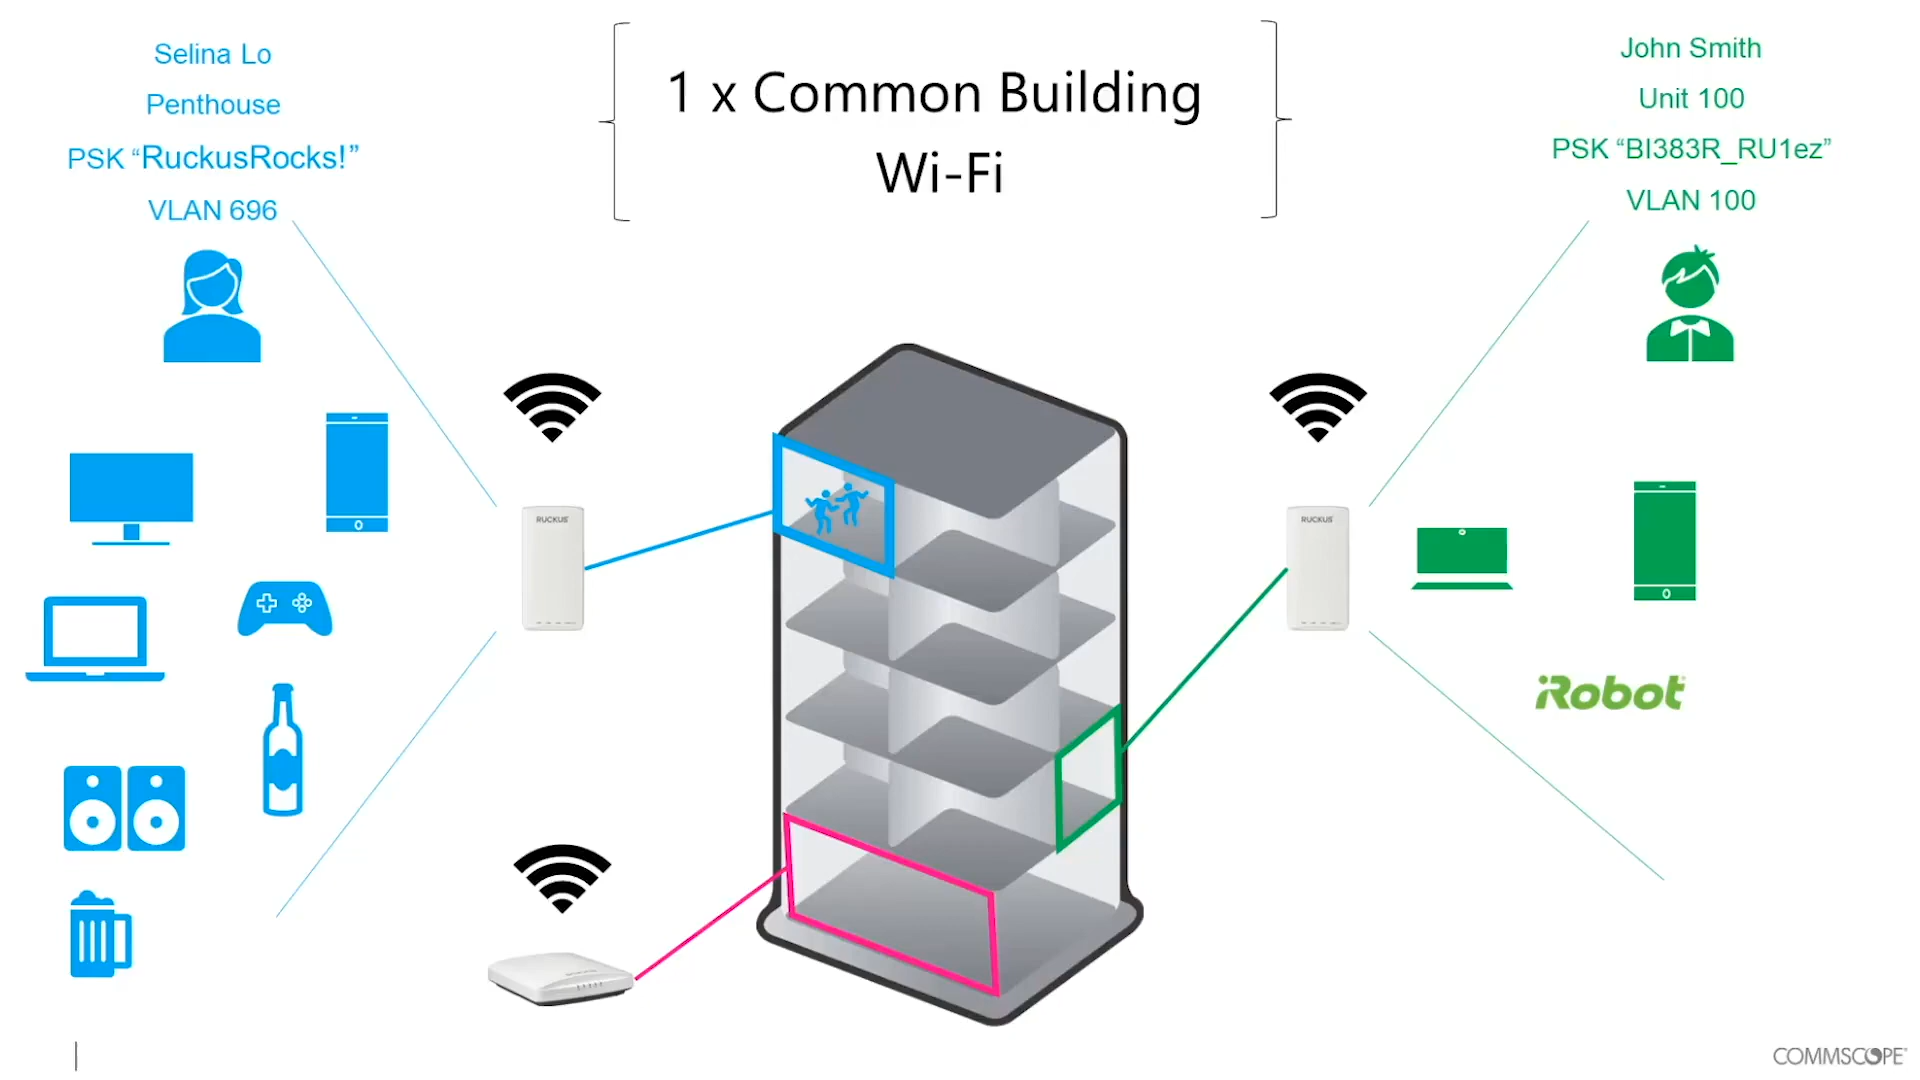 Selina Lo
Penthouse
PSK “RuckusRocks!”
VLAN 696
1 x Common Building
Wi-Fi
John Smith
Unit 100
PSK “BI383R_RU1ez”
VLAN 100
RUCKUS
RUCKUS
iRobot
COMMSCOPE